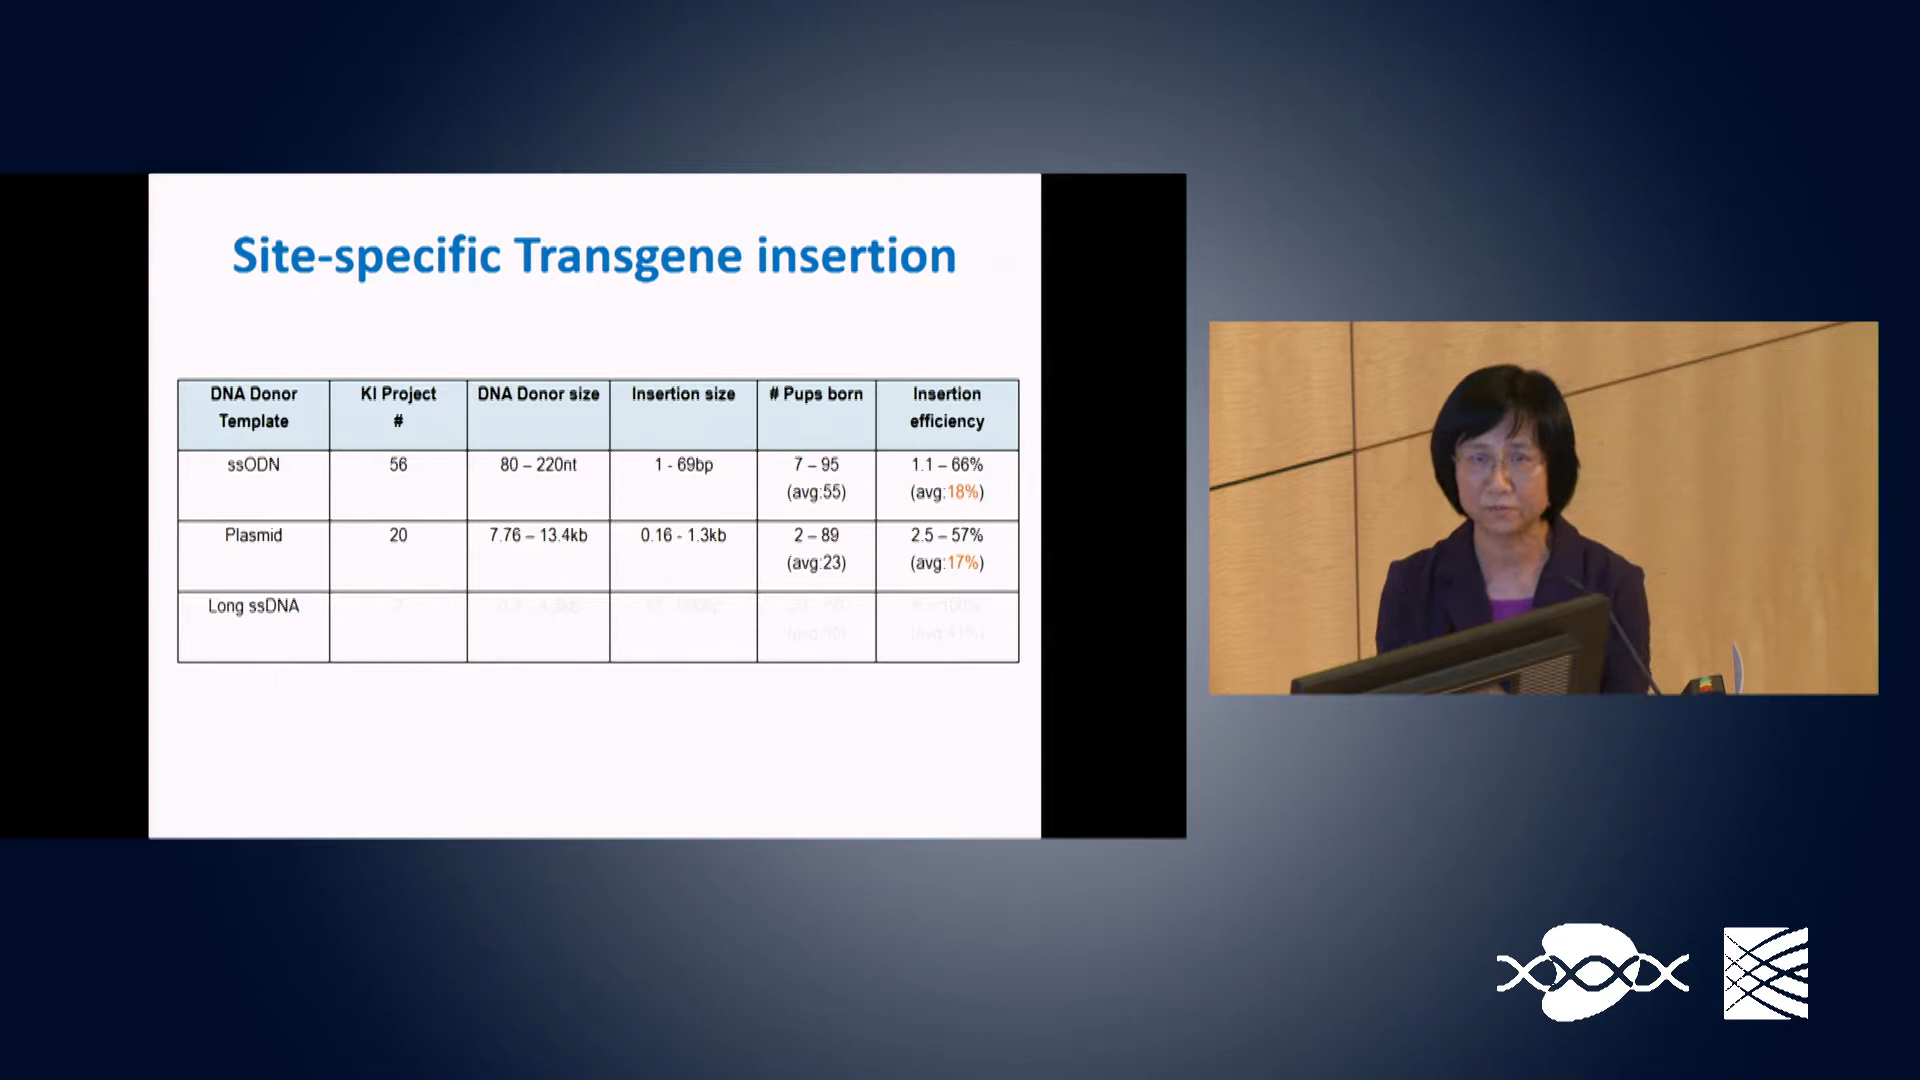 Site-specific Transgene insertion
DNA Donor Template KI Project # DNA Donor size Insertion size # Pups born Insertion efficiency
ssODN 56 80 – 220nt 1 - 69bp 7 – 95 (avg:55) 1.1 – 66% (avg:18%)
Plasmid 20 7.76 – 13.4kb 0.16 - 1.3kb 2 – 89 (avg:23) 2.5 – 57% (avg:17%)
Long ssDNA